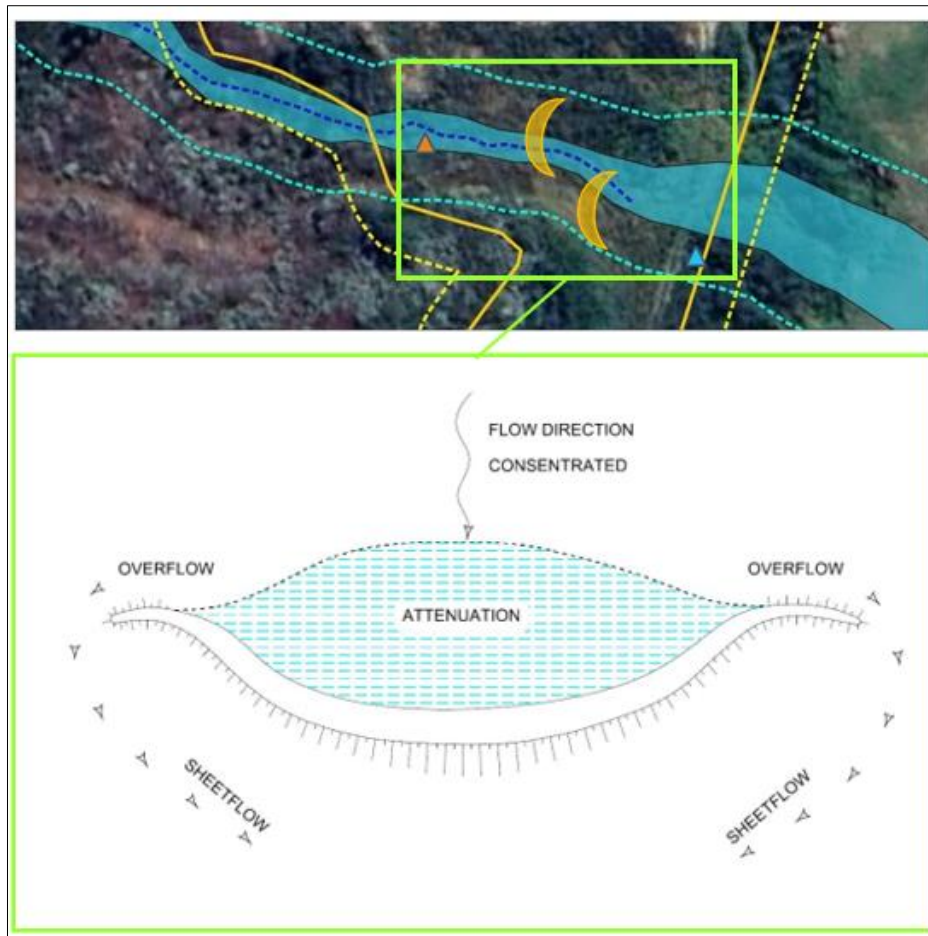 FLOW DIRECTION
CONSENTRATED
OVERFLOW
OVERFLOW
ATTENUATION
SHEETFLOW
SHEETFLOW